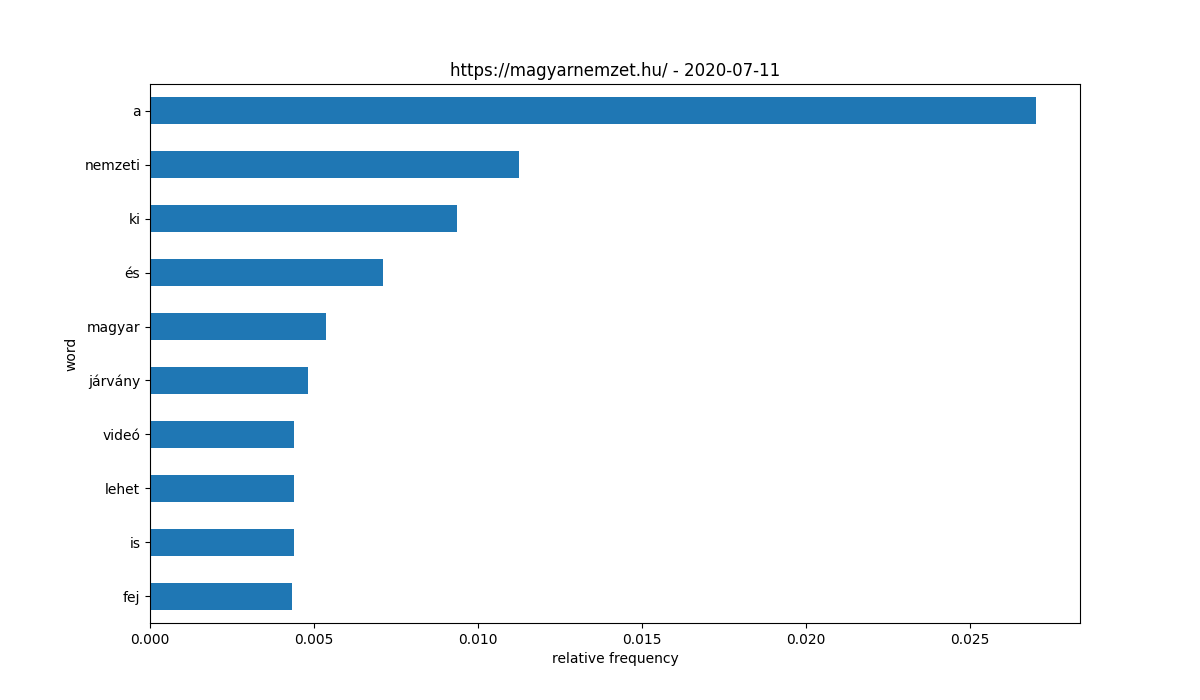 https://magyarnemzet.hu/ - 2020-07-11
a
nemzeti
ki
és
magyar
járvány
videó
lehet
is
fej
word
0.000 0.005 0.010 0.015 0.020 0.025
relative frequency